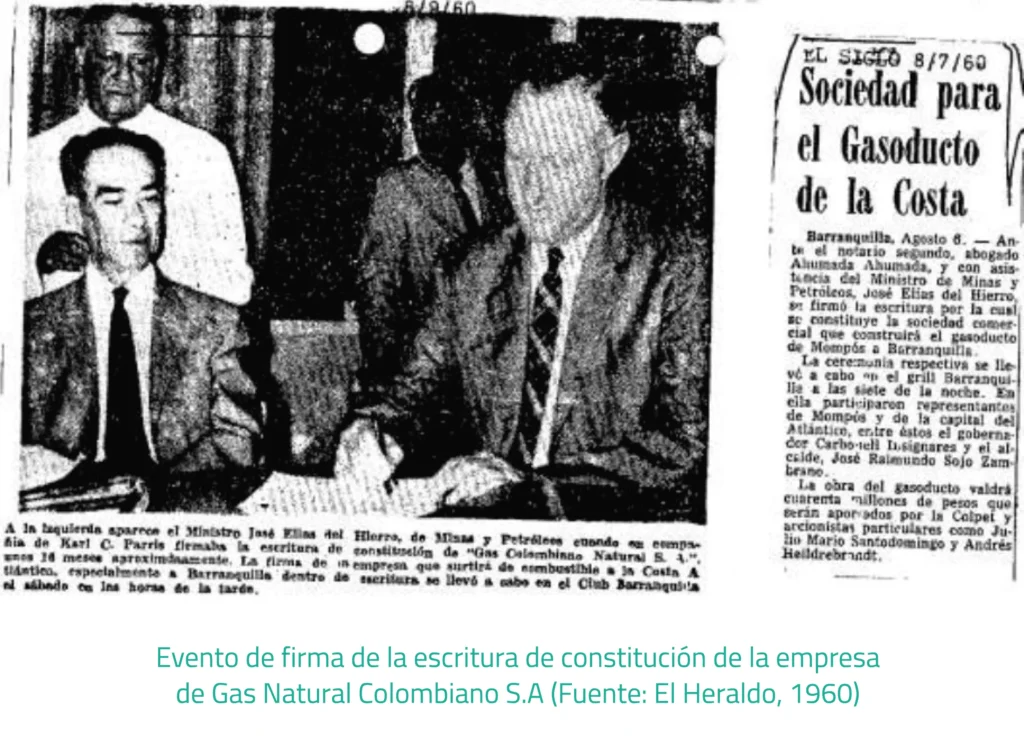 8/9/60
A la izquierda aparece el Ministro José Elías del Hierro, de Minas y Petróleos cuando en compa-
ñía de Karl C. Parris firmaba la escritura de constitución de "Gas Colombiano Natural S. A.",
unos 16 meses aproximadamente. La firma de empresa que surtirá de combustible a la Costa A
tlántico, especialmente a Barranquilla dentro de escritura se llevó a cabo en el Club Barranquilla
el sábado en las horas de la tarde.
EL SIGLO 8/7/60
Sociedad para
el Gasoducto
de la Costa
Barranquilla, Agosto 6. — An-
te el notario segundo, abogado
Ahumada Ahumada, y con asis-
tencia del Ministro de Minas y
Petróleos, José Elías del Hierro,
se firmó la escritura por la cual
se constituye la sociedad comer-
cial que construirá el gasoducto
de Mompós a Barranquilla.
La ceremonia respectiva se lle-
vó a cabo en el grill Barranqui-
lla a las siete de la noche. En
ella participaron representantes
de Mompós y de la capital del
Atlántico, entre éstos el goberna-
dor Carbonell Insignares y el al-
calde, José Raimundo Sojo Zam-
brano.
La obra del gasoducto valdrá
cuarenta millones de pesos que
serán aportados por la Colpet y
accionistas particulares como Ju-
lio Mario Santodomingo y Andrés
Heildrebrandt.
Evento de firma de la escritura de constitución de la empresa
de Gas Natural Colombiano S.A (Fuente: El Heraldo, 1960)